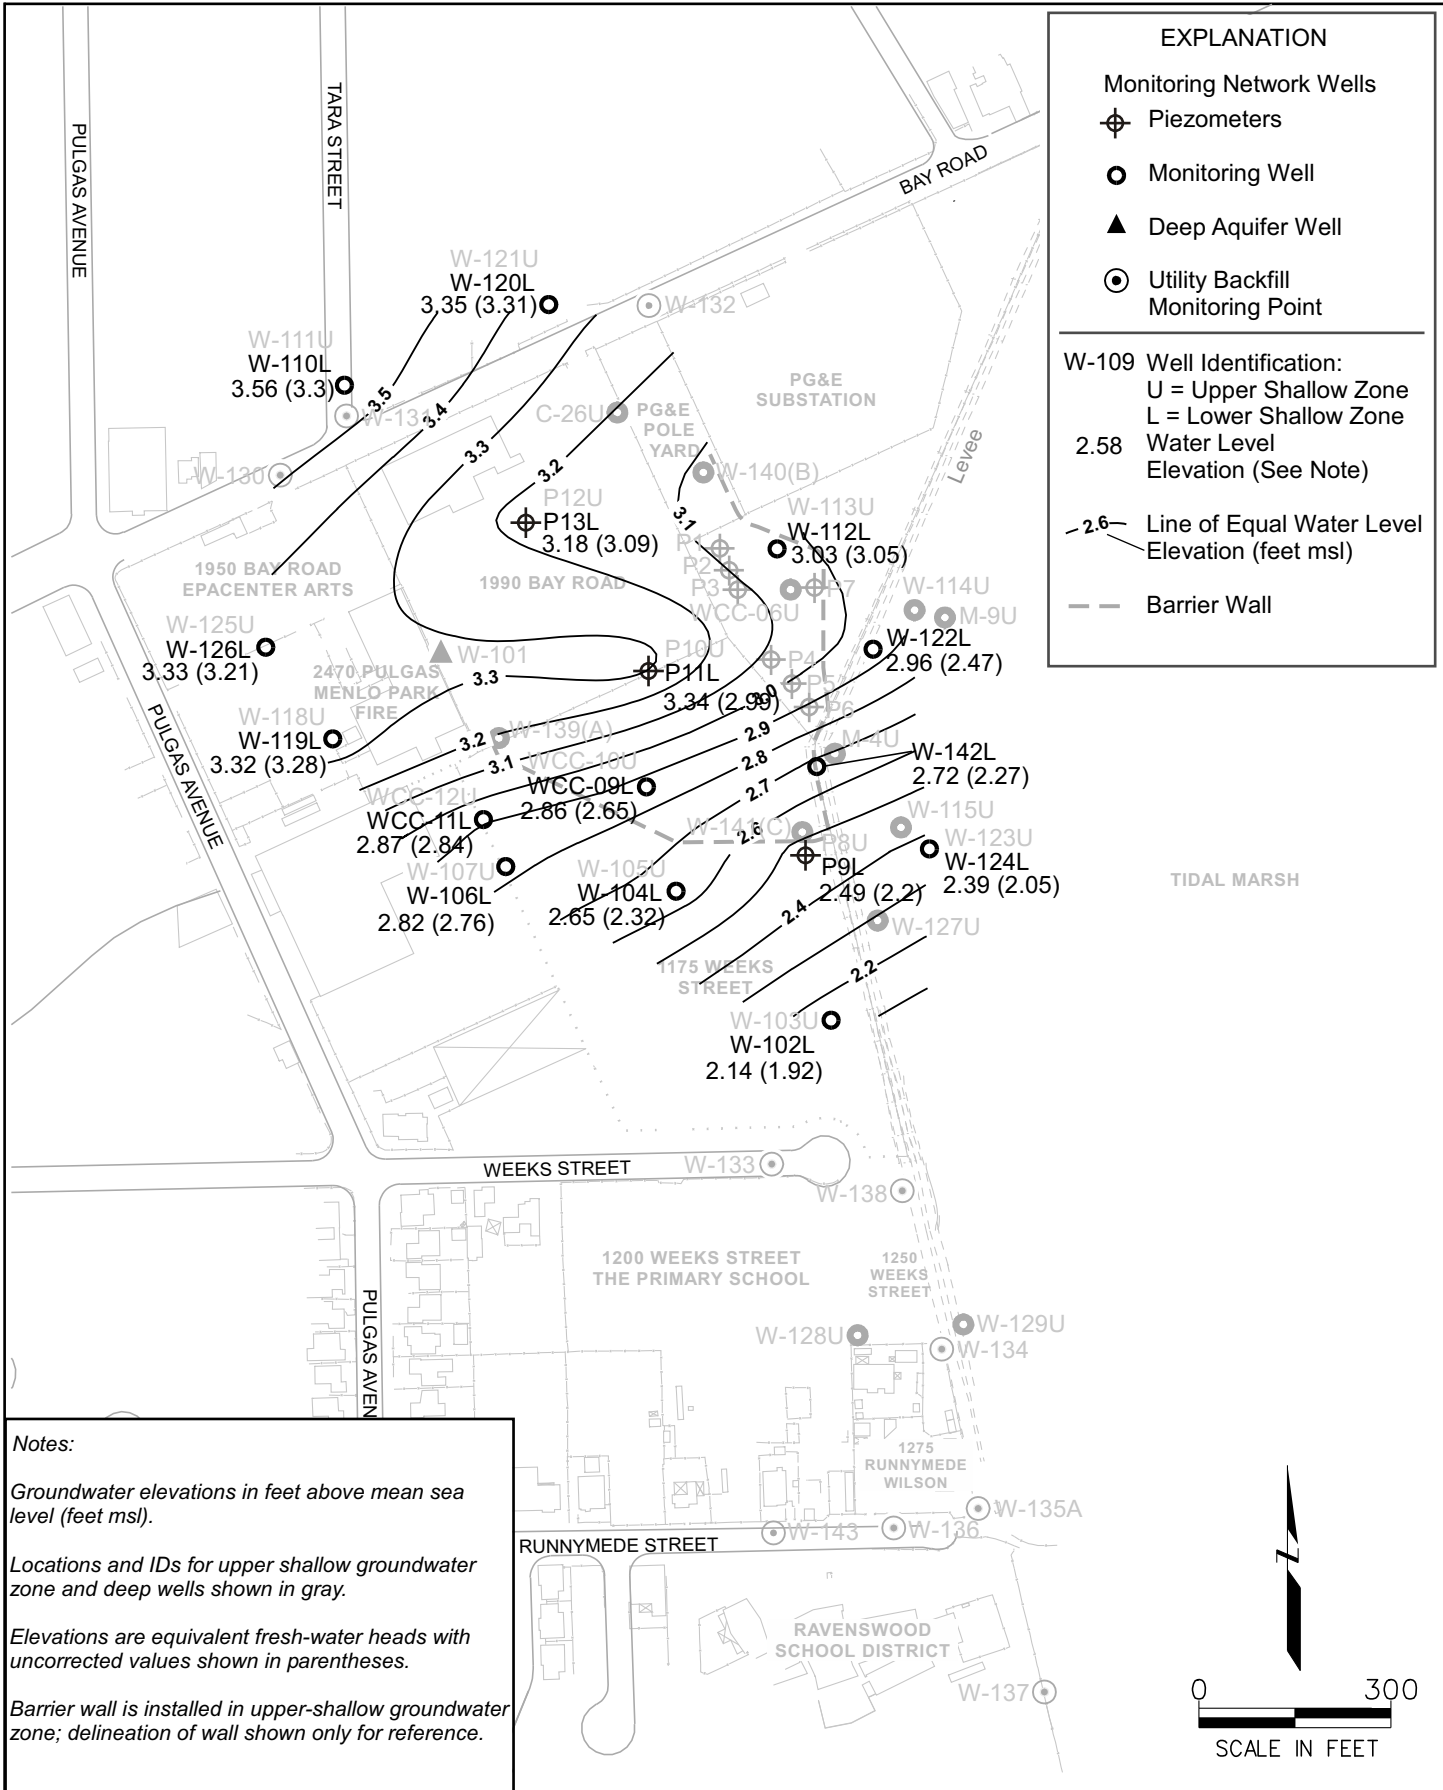 EXPLANATION
Monitoring Network Wells
Piezometers
Monitoring Well
Deep Aquifer Well
Utility Backfill
Monitoring Point
W-109 Well Identification:
U = Upper Shallow Zone
L = Lower Shallow Zone
2.58 Water Level
Elevation (See Note)
2.6 Line of Equal Water Level
Elevation (feet msl)
Barrier Wall
PULGAS AVENUE
TARA STREET
BAY ROAD
W-121U
W-120L
3.35 (3.31)
W-132
W-111U
W-110L
3.56 (3.3)
W-131
3.5
3.4
3.3
3.2
C-26U
PG&E
POLE
YARD
PG&E
SUBSTATION
Levee
W-130
W-140(B)
P12U
P13L
3.18 (3.09)
3.1
W-113U
W-112L
3.03 (3.05)
P1
P2
P3
P7
WCC-06U
1950 BAY ROAD
EPACENTER ARTS
1990 BAY ROAD
W-114U
M-9U
W-125U
W-126L
3.33 (3.21)
W-101
P10U
P11L
3.34 (2.99)
P4
P5
P6
W-122L
2.96 (2.47)
2470 PULGAS
MENLO PARK
FIRE
3.3
3.0
PULGAS AVENUE
W-118U
W-119L
3.32 (3.28)
W-139(A)
3.2
3.1
2.9
2.8
2.7
2.6
M-4U
W-142L
2.72 (2.27)
WCC-10U
WCC-09L
2.86 (2.65)
WCC-12U
WCC-11L
2.87 (2.84)
W-141(C)
W-115U
P8U
P9L
2.49 (2.2)
W-123U
W-124L
2.39 (2.05)
W-107U
W-106L
2.82 (2.76)
W-105U
W-104L
2.65 (2.32)
2.4
W-127U
TIDAL MARSH
1175 WEEKS
STREET
2.2
W-103U
W-102L
2.14 (1.92)
WEEKS STREET
W-133
W-138
1200 WEEKS STREET
THE PRIMARY SCHOOL
1250
WEEKS
STREET
PULGAS AVEN
W-128U
W-129U
W-134
1275
RUNNYMEDE
WILSON
W-135A
W-143
W-136
RUNNYMEDE STREET
RAVENSWOOD
SCHOOL DISTRICT
W-137
Notes:
Groundwater elevations in feet above mean sea
level (feet msl).
Locations and IDs for upper shallow groundwater
zone and deep wells shown in gray.
Elevations are equivalent fresh-water heads with
uncorrected values shown in parentheses.
Barrier wall is installed in upper-shallow groundwater
zone; delineation of wall shown only for reference.
Z
0 300
SCALE IN FEET